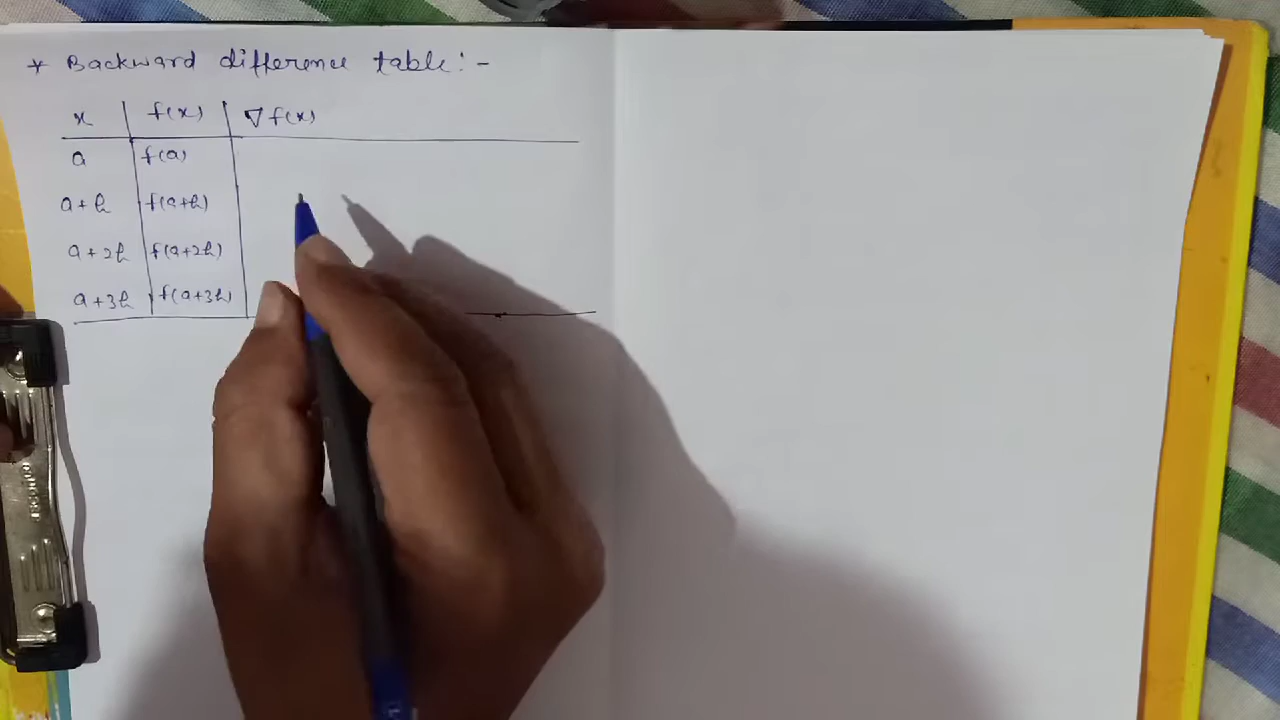 * Backward difference table:-
x f(x) ∇f(x)
a f(a)
a+h f(a+h)
a+2h f(a+2h)
a+3h f(a+3h)